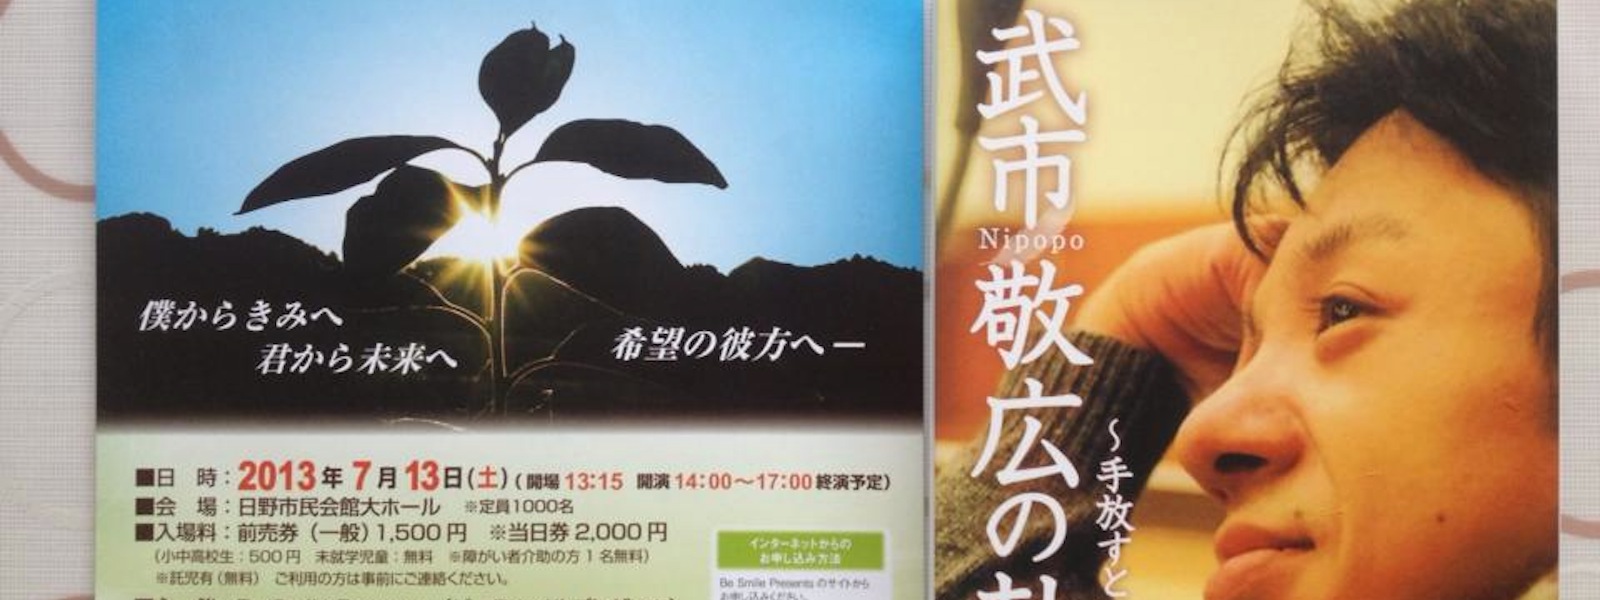 僕からきみへ
君から未来へ
希望の彼方へ―
■日 時：2013年7月13日(土)(開場13:15 開演14:00～17:00終演予定)
■会 場：日野市民会館大ホール ※定員1000名
■入場料：前売券（一般）1,500円 ※当日券2,000円
（小中高校生：500円 未就学児童：無料 ※障がい者介助の方1名無料）
※託児有（無料） ご利用の方は事前にご連絡ください。
インターネットからの
お申し込み方法
Be Smile Presents のサイトから
お申し込みください。
武市敬広の
Nipopo
～手放すと